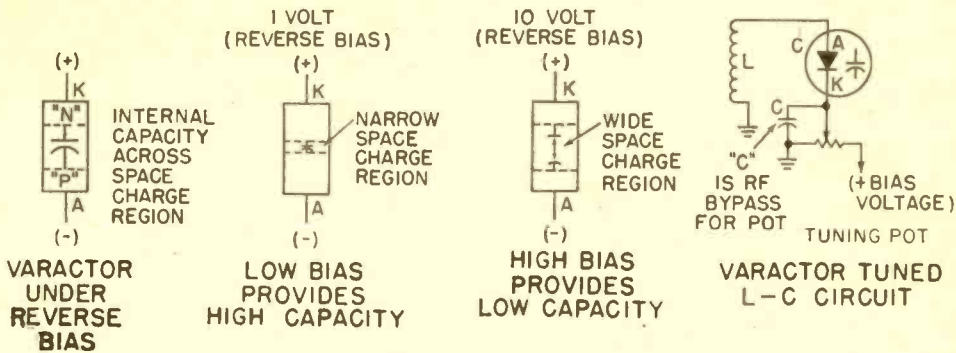 (+)
K
"N"
"P"
A
(-)
INTERNAL
CAPACITY
ACROSS
SPACE
CHARGE
REGION
VARACTOR
UNDER
REVERSE
BIAS
1 VOLT
(REVERSE BIAS)
(+)
K
NARROW
SPACE
CHARGE
REGION
A
(-)
LOW BIAS
PROVIDES
HIGH CAPACITY
10 VOLT
(REVERSE BIAS)
(+)
K
WIDE
SPACE
CHARGE
REGION
A
(-)
HIGH BIAS
PROVIDES
LOW CAPACITY
L
C
A
K
C
"C"
IS RF
BYPASS
FOR POT
(+BIAS
VOLTAGE)
TUNING POT
VARACTOR TUNED
L-C CIRCUIT